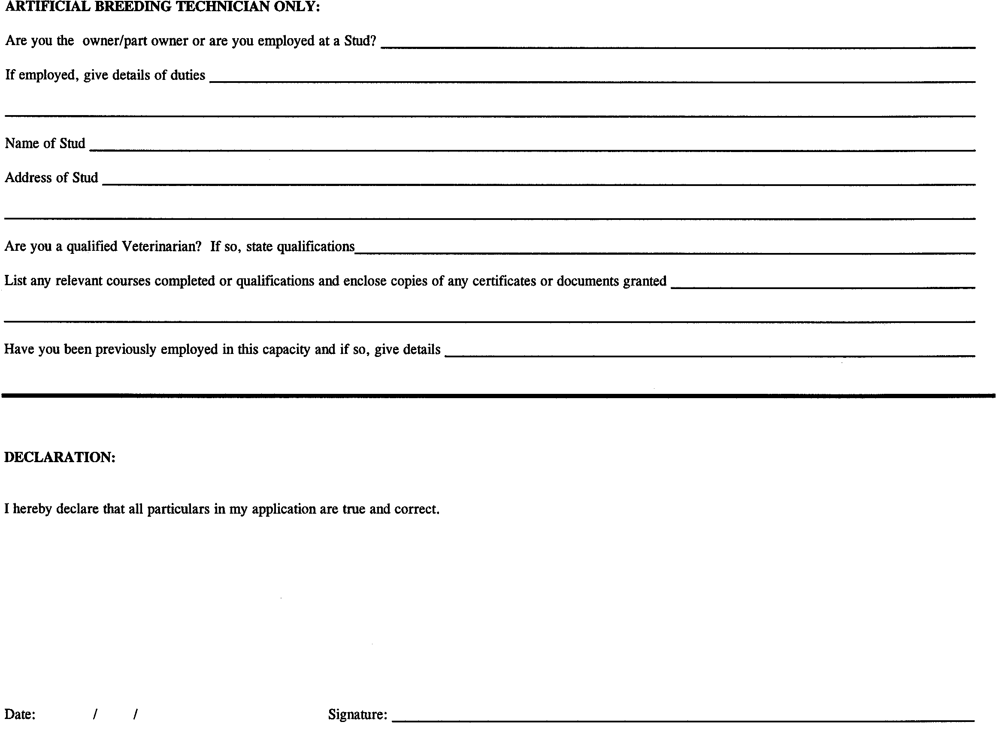 ARTIFICIAL BREEDING TECHNICIAN ONLY:
Are you the owner/part owner or are you employed at a Stud?
If employed, give details of duties
Name of Stud
Address of Stud
Are you a qualified Veterinarian? If so, state qualifications
List any relevant courses completed or qualifications and enclose copies of any certificates or documents granted
Have you been previously employed in this capacity and if so, give details
DECLARATION:
I hereby declare that all particulars in my application are true and correct.
Date: / / Signature: